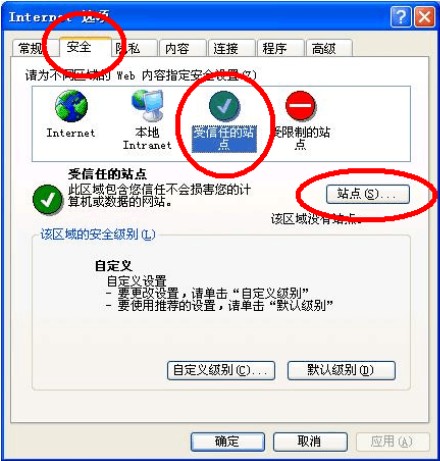 Internet 选项
常规 安全 隐私 内容 连接 程序 高级
请为不同区域的 Web 内容指定安全设置(Z)
Internet
本地
Intranet
受信任的站
点
受限制的站
点
受信任的站点
此区域包含您信任不会损害您的计
算机或数据的网站。
站点(S)...
该区域没有站点。
该区域的安全级别(L)
自定义
自定义设置
- 要更改设置，请单击“自定义级别”
- 要使用推荐的设置，请单击“默认级别”
自定义级别(C)... 默认级别(D)
确定 取消 应用(A)